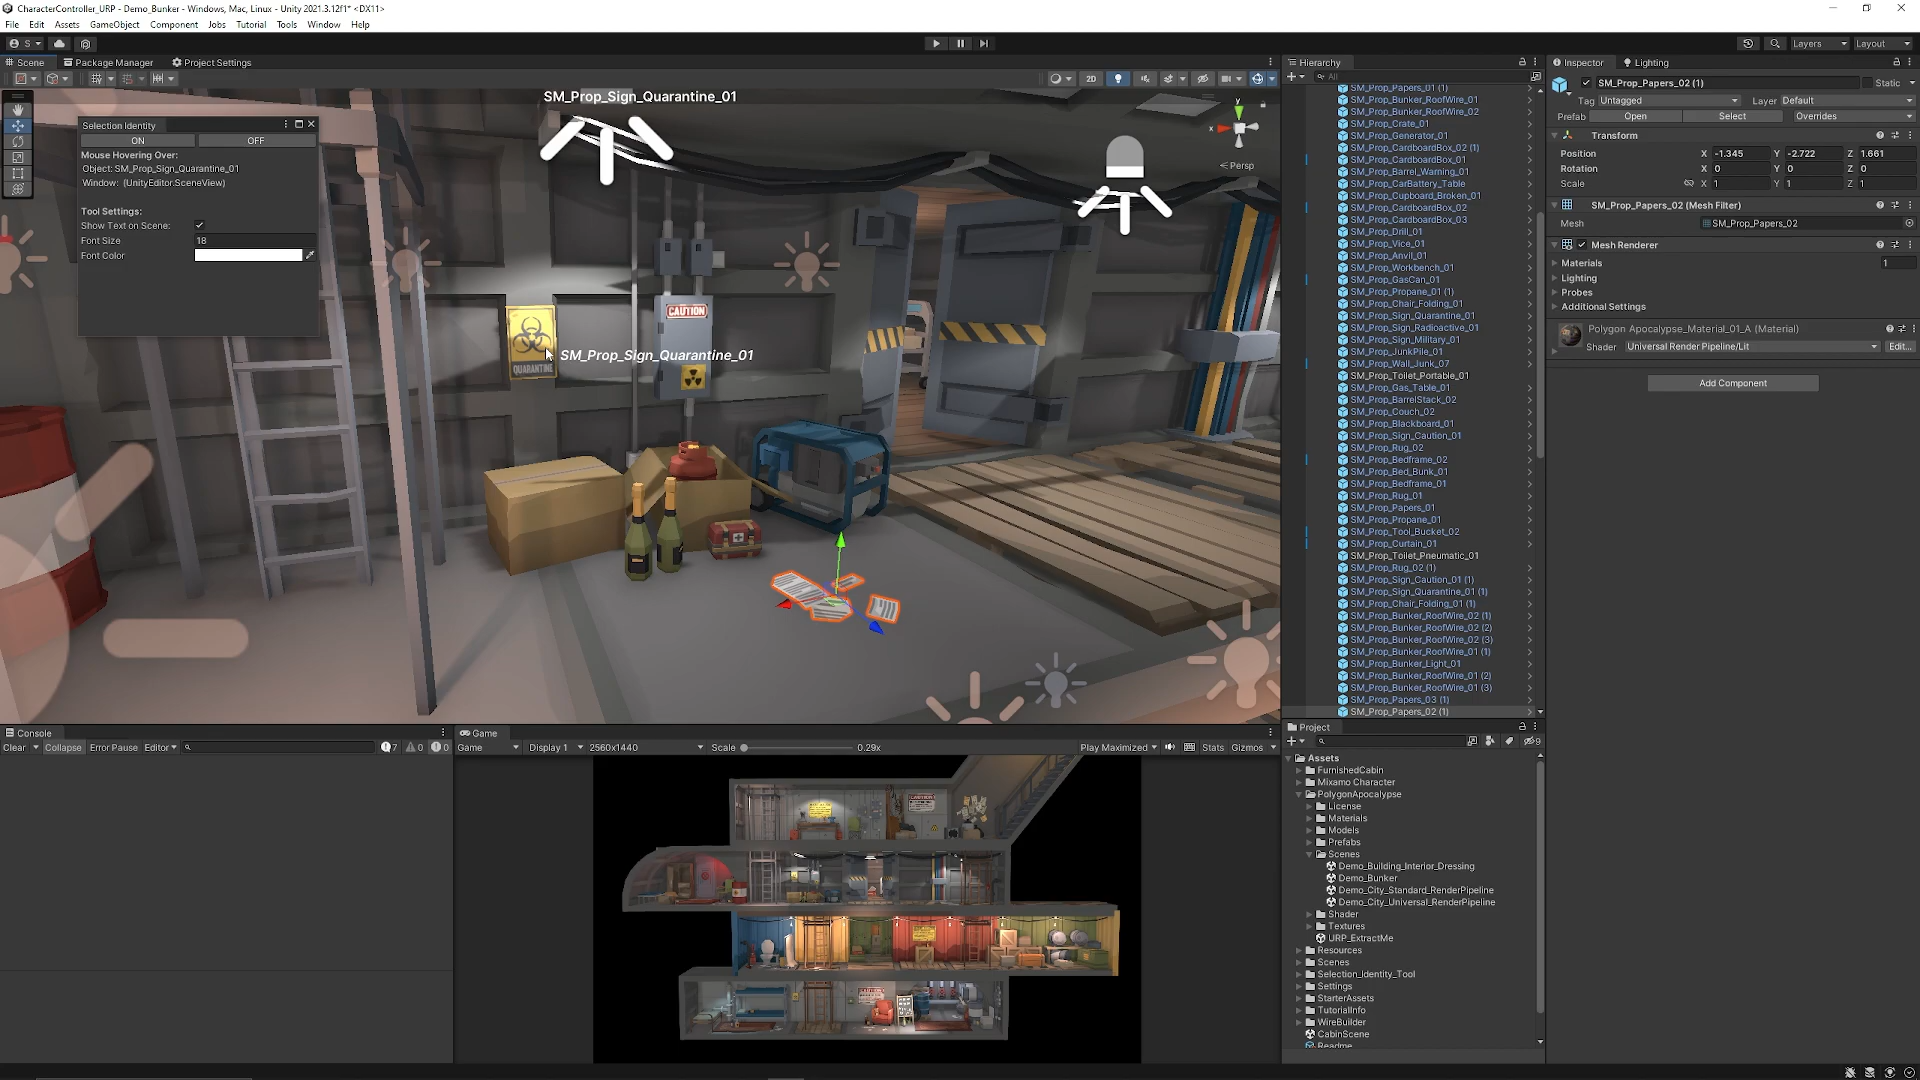 CharacterController_URP - Demo_Bunker - Windows, Mac, Linux - Unity 2021.3.12f1* <DX11>
File Edit Assets GameObject Component Jobs Tutorial Tools Window Help
S Layers Layout
Scene Package Manager Project Settings
2D
SM_Prop_Sign_Quarantine_01
Selection Identity
ON OFF
Mouse Hovering Over:
Object: SM_Prop_Sign_Quarantine_01
Window: (UnityEditor.SceneView)
Tool Settings:
Show Text on Scene:
Font Size 18
Font Color
y
x
Persp
CAUTION
QUARANTINE
SM_Prop_Sign_Quarantine_01
Hierarchy
All
SM_Prop_Papers_01 (1)
SM_Prop_Bunker_RoofWire_01
SM_Prop_Bunker_RoofWire_02
SM_Prop_Crate_01
SM_Prop_Generator_01
SM_Prop_CardboardBox_02 (1)
SM_Prop_CardboardBox_01
SM_Prop_Barrel_Warning_01
SM_Prop_CarBattery_Table
SM_Prop_Cupboard_Broken_01
SM_Prop_CardboardBox_02
SM_Prop_CardboardBox_03
SM_Prop_Drill_01
SM_Prop_Vice_01
SM_Prop_Anvil_01
SM_Prop_Workbench_01
SM_Prop_GasCan_01
SM_Prop_Propane_01 (1)
SM_Prop_Chair_Folding_01
SM_Prop_Sign_Quarantine_01
SM_Prop_Sign_Radioactive_01
SM_Prop_Sign_Military_01
SM_Prop_JunkPile_01
SM_Prop_Wall_Junk_07
SM_Prop_Toilet_Portable_01
SM_Prop_Gas_Table_01
SM_Prop_BarrelStack_02
SM_Prop_Couch_02
SM_Prop_Blackboard_01
SM_Prop_Sign_Caution_01
SM_Prop_Rug_02
SM_Prop_Bedframe_02
SM_Prop_Bed_Bunk_01
SM_Prop_Bedframe_01
SM_Prop_Rug_01
SM_Prop_Papers_01
SM_Prop_Propane_01
SM_Prop_Tool_Bucket_02
SM_Prop_Curtain_01
SM_Prop_Toilet_Pneumatic_01
SM_Prop_Rug_02 (1)
SM_Prop_Sign_Caution_01 (1)
SM_Prop_Sign_Quarantine_01 (1)
SM_Prop_Chair_Folding_01 (1)
SM_Prop_Bunker_RoofWire_02 (1)
SM_Prop_Bunker_RoofWire_02 (2)
SM_Prop_Bunker_RoofWire_02 (3)
SM_Prop_Bunker_RoofWire_01 (1)
SM_Prop_Bunker_Light_01
SM_Prop_Bunker_RoofWire_01 (2)
SM_Prop_Bunker_RoofWire_01 (3)
SM_Prop_Papers_03 (1)
SM_Prop_Papers_02 (1)
Inspector Lighting
SM_Prop_Papers_02 (1) Static
Tag Untagged Layer Default
Prefab Open Select Overrides
Transform
Position X -1.345 Y -2.722 Z 1.661
Rotation X 0 Y 0 Z 0
Scale X 1 Y 1 Z 1
SM_Prop_Papers_02 (Mesh Filter)
Mesh SM_Prop_Papers_02
Mesh Renderer
Materials 1
Lighting
Probes
Additional Settings
Polygon Apocalypse_Material_01_A (Material)
Shader Universal Render Pipeline/Lit Edit...
Add Component
Console
Clear Collapse Error Pause Editor 7 0 0
Game
Game Display 1 2560x1440 Scale 0.29x Play Maximized Stats Gizmos
Project
9
Assets
FurnishedCabin
Mixamo Character
PolygonApocalypse
License
Materials
Models
Prefabs
Scenes
Demo_Building_Interior_Dressing
Demo_Bunker
Demo_City_Standard_RenderPipeline
Demo_City_Universal_RenderPipeline
Shader
Textures
URP_ExtractMe
Resources
Scenes
Selection_Identity_Tool
Settings
StarterAssets
TutorialInfo
WireBuilder
CabinScene
Readme